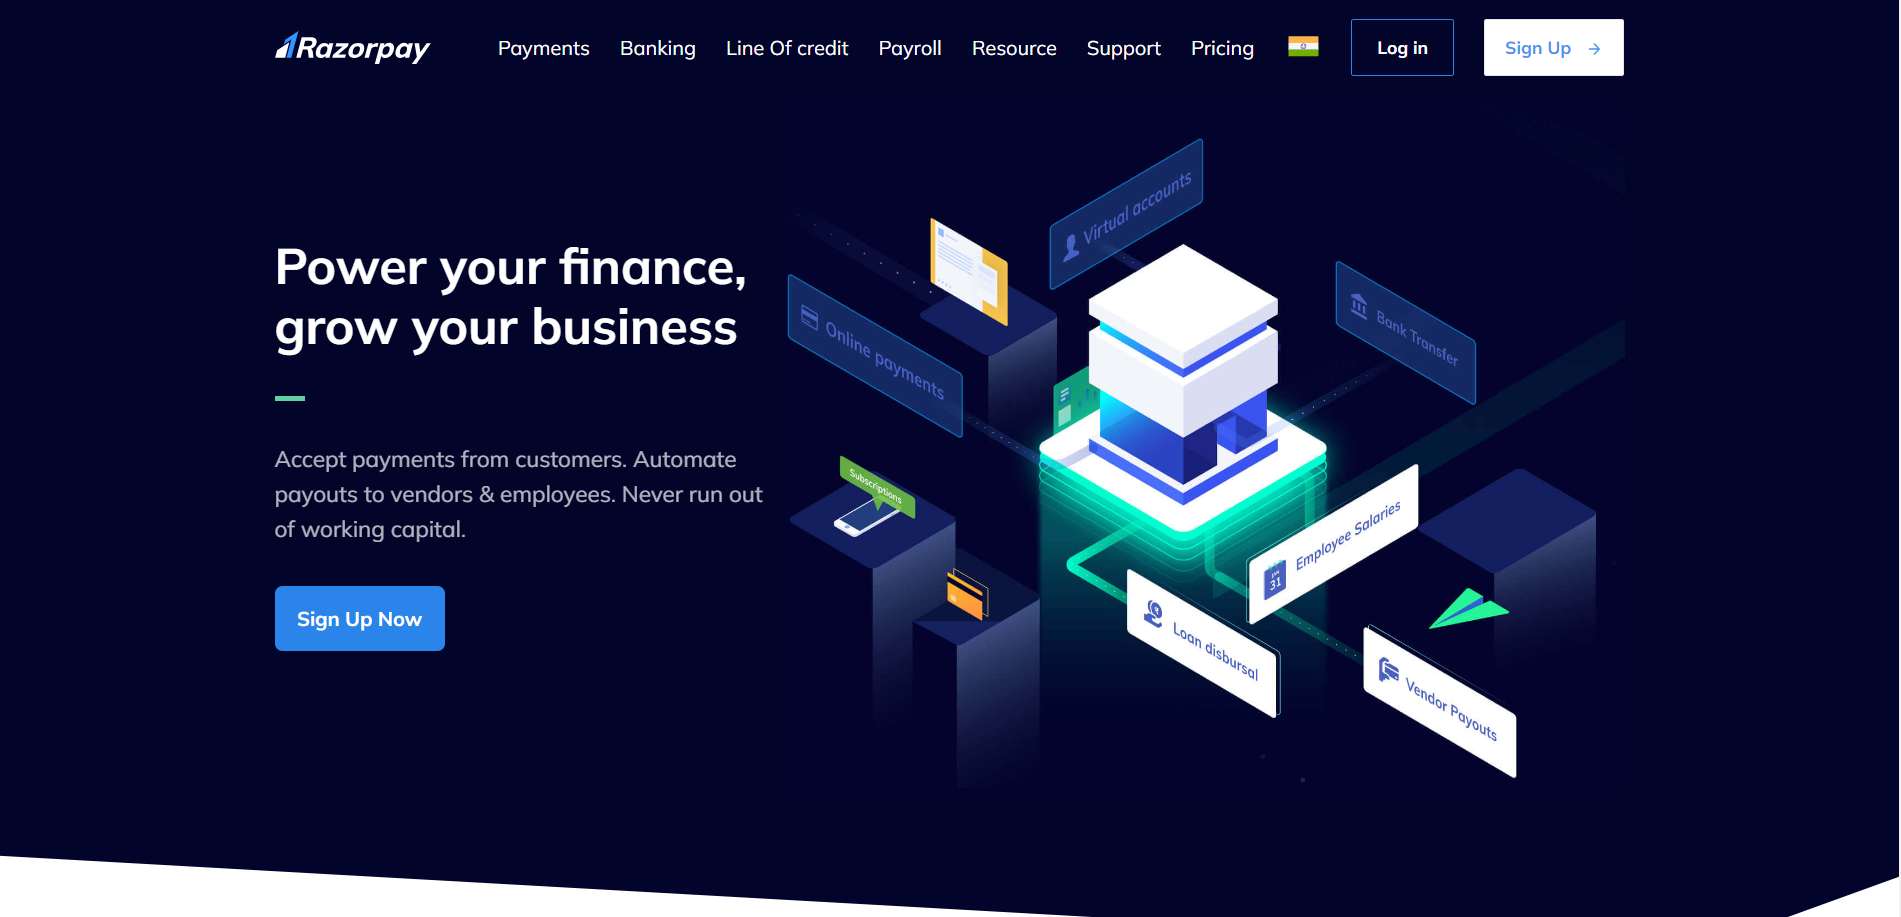 Razorpay
Payments
Banking
Line Of credit
Payroll
Resource
Support
Pricing
Log in
Sign Up
Power your finance,
grow your business
Accept payments from customers. Automate
payouts to vendors & employees. Never run out
of working capital.
Sign Up Now
Virtual accounts
Online payments
Bank Transfer
Subscriptions
Employee Salaries
JAN
31
Loan disbursal
Vendor Payouts